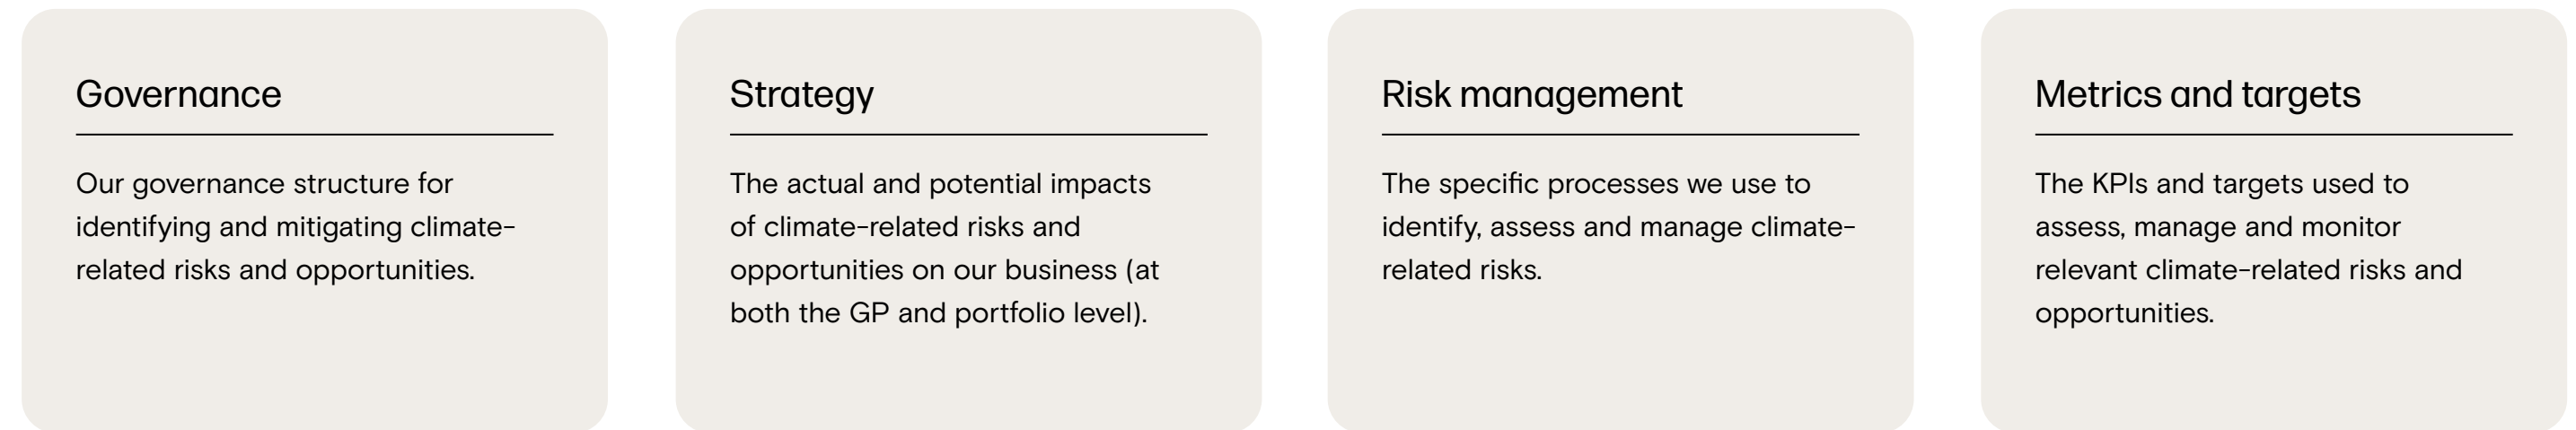 Governance
Our governance structure for
identifying and mitigating climate-
related risks and opportunities.
Strategy
The actual and potential impacts
of climate-related risks and
opportunities on our business (at
both the GP and portfolio level).
Risk management
The specific processes we use to
identify, assess and manage climate-
related risks.
Metrics and targets
The KPIs and targets used to
assess, manage and monitor
relevant climate-related risks and
opportunities.